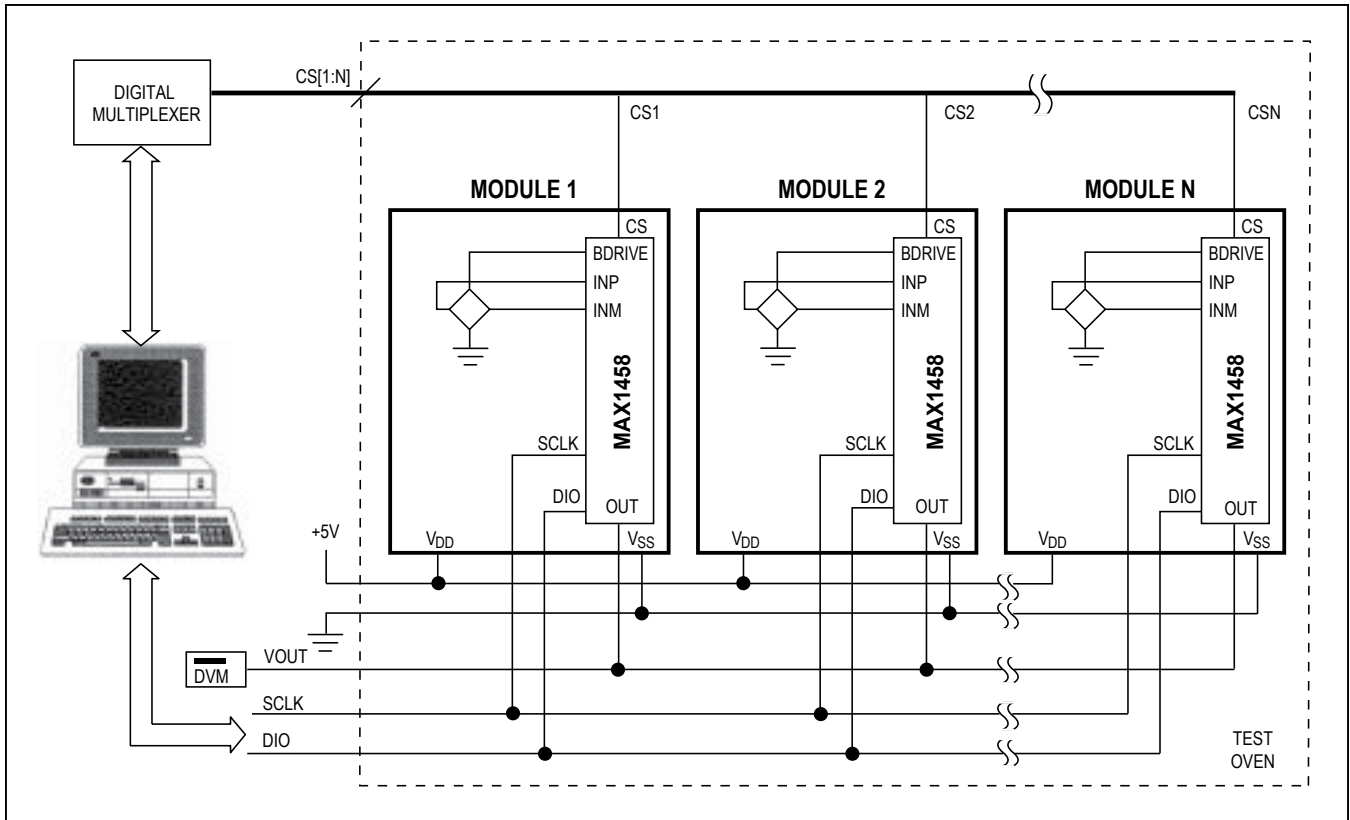 CS[1:N]
DIGITAL
MULTIPLEXER
CS1
CS2
CSN
MODULE 1
MODULE 2
MODULE N
CS
BDRIVE
INP
INM
MAX1458
SCLK
DIO
OUT
VDD
VSS
CS
BDRIVE
INP
INM
MAX1458
SCLK
DIO
OUT
VDD
VSS
CS
BDRIVE
INP
INM
MAX1458
SCLK
DIO
OUT
VDD
VSS
+5V
VOUT
DVM
SCLK
DIO
TEST
OVEN